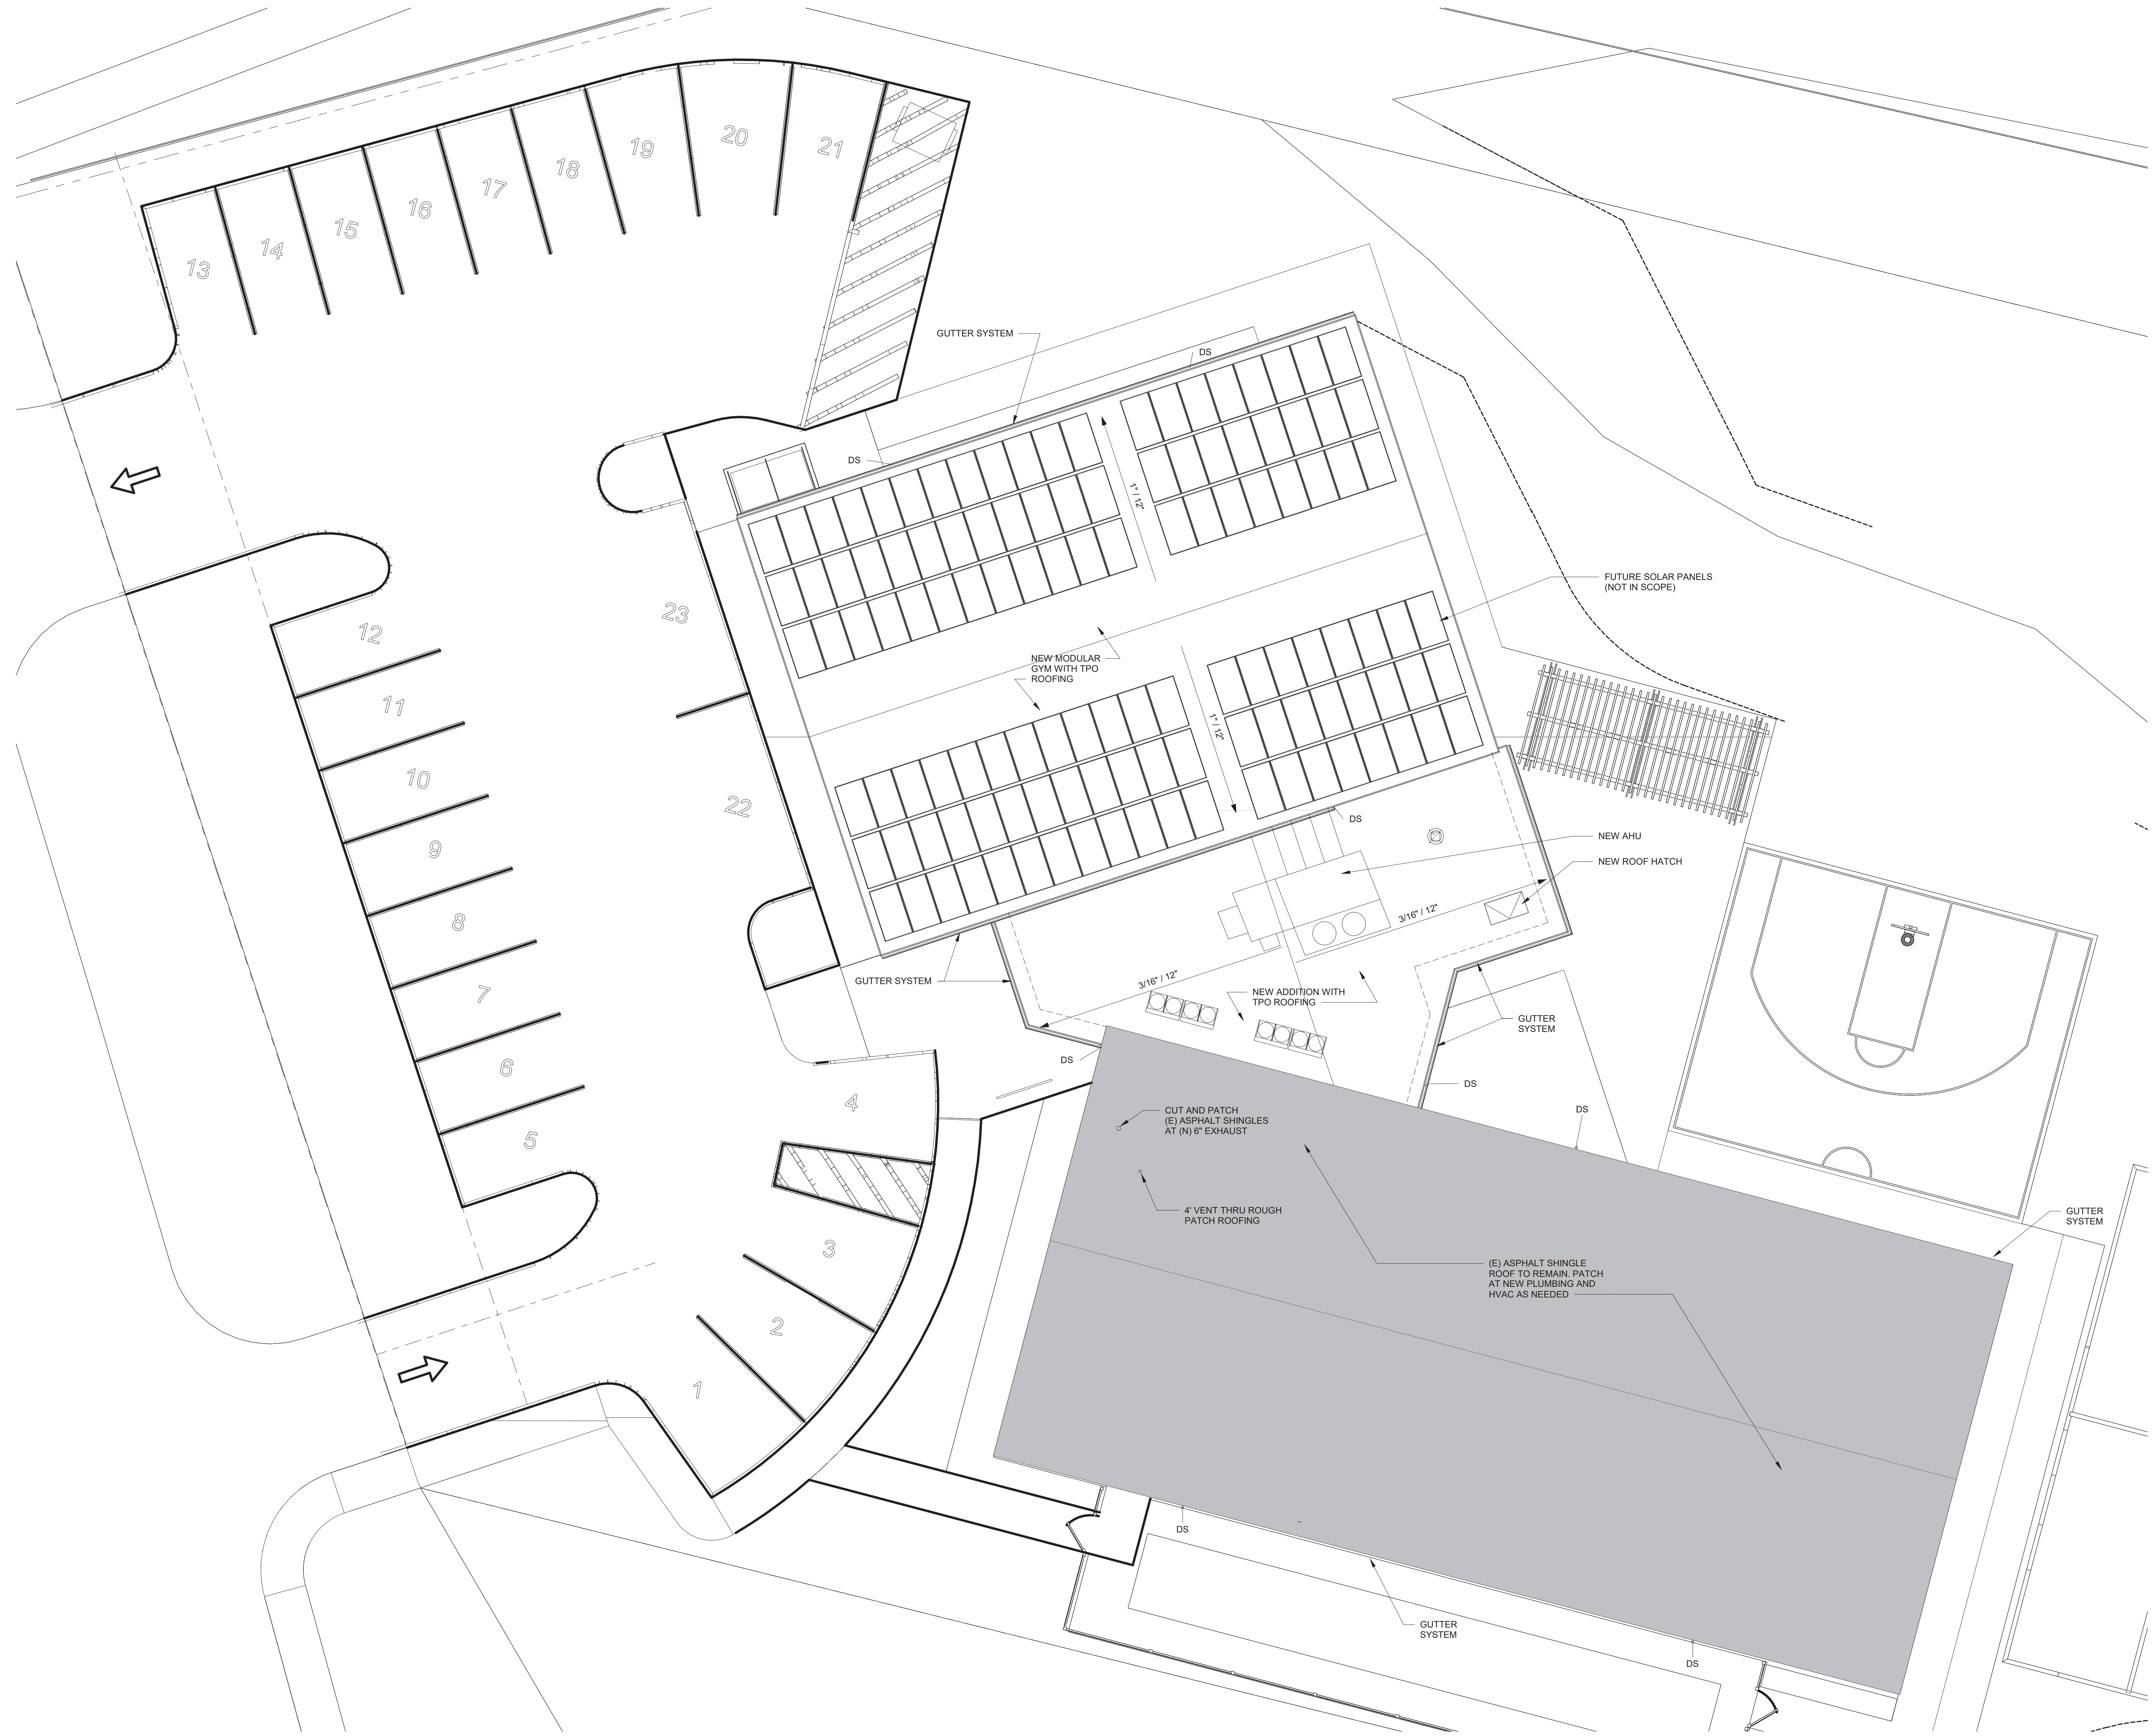 20
19
21
18
17
16
15
14
13
GUTTER SYSTEM
DS
DS
1" / 12"
FUTURE SOLAR PANELS
(NOT IN SCOPE)
23
12
NEW MODULAR
GYM WITH TPO
ROOFING
11
1" / 12"
10
22
DS
NEW AHU
9
NEW ROOF HATCH
8
3/16" / 12"
GUTTER SYSTEM
3/16" / 12"
7
NEW ADDITION WITH
TPO ROOFING
GUTTER
SYSTEM
6
DS
DS
4
CUT AND PATCH
(E) ASPHALT SHINGLES
AT (N) 6" EXHAUST
DS
5
4' VENT THRU ROUGH
PATCH ROOFING
GUTTER
SYSTEM
3
(E) ASPHALT SHINGLE
ROOF TO REMAIN. PATCH
AT NEW PLUMBING AND
HVAC AS NEEDED
2
1
DS
GUTTER
SYSTEM
DS